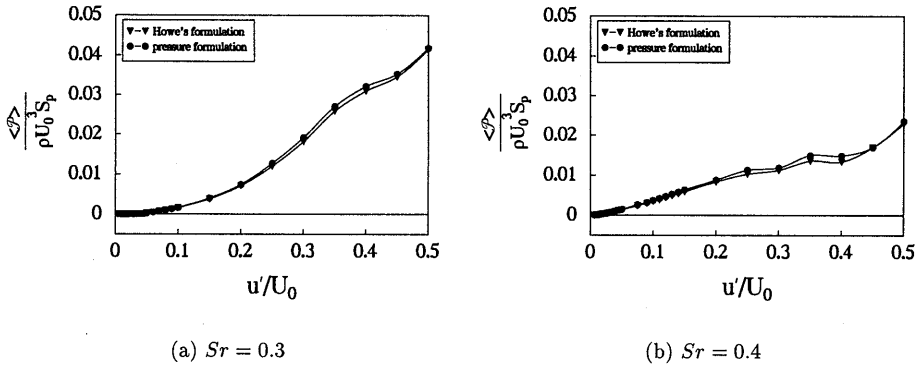 0.05
0.04
0.03
0.02
0.01
0
Howe's formulation
pressure formulation
<𝒫>
ρU₀³Sₚ
0 0.1 0.2 0.3 0.4 0.5
u'/U₀
(a) Sr = 0.3
0.05
0.04
0.03
0.02
0.01
0
Howe's formulation
pressure formulation
<𝒫>
ρU₀³Sₚ
0 0.1 0.2 0.3 0.4 0.5
u'/U₀
(b) Sr = 0.4